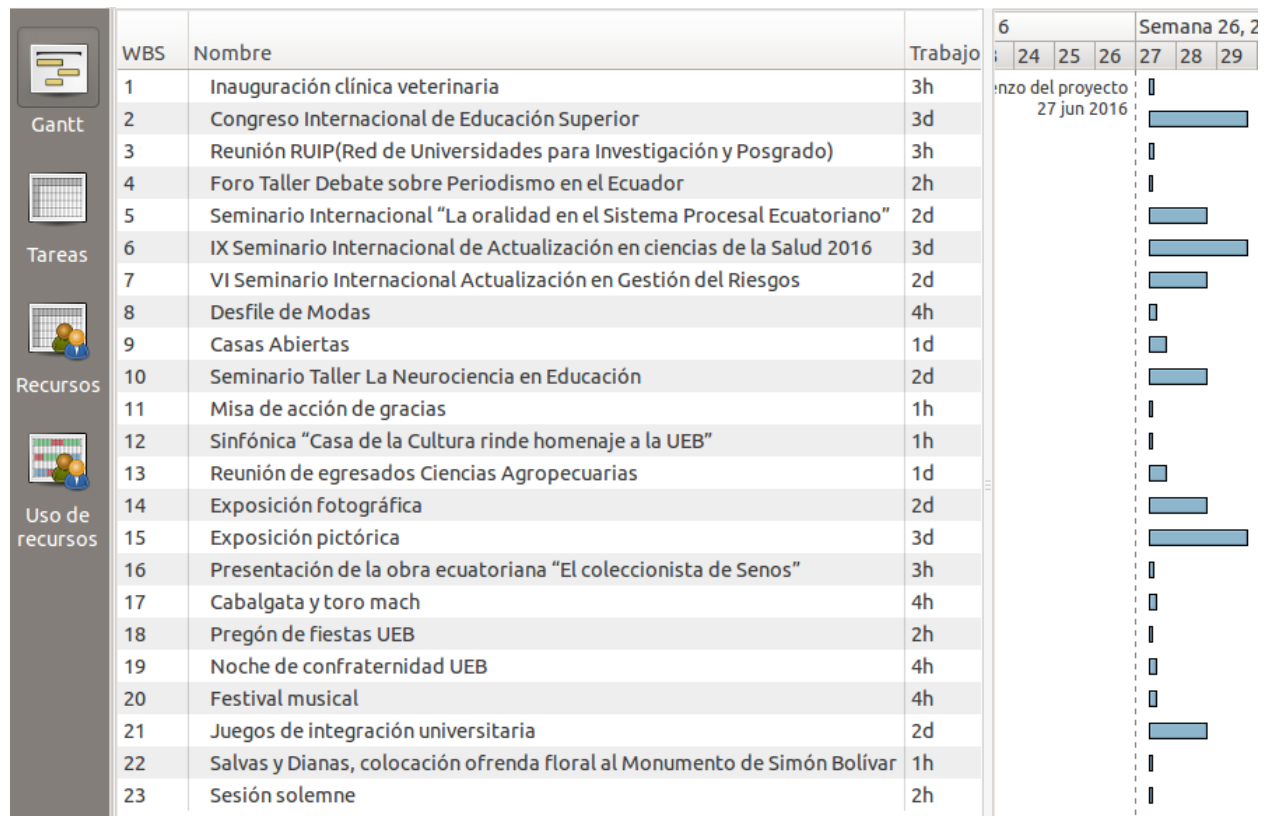 Gantt
Tareas
Recursos
Uso de
recursos
WBS Nombre Trabajo
1 Inauguración clínica veterinaria 3h
2 Congreso Internacional de Educación Superior 3d
3 Reunión RUIP(Red de Universidades para Investigación y Posgrado) 3h
4 Foro Taller Debate sobre Periodismo en el Ecuador 2h
5 Seminario Internacional “La oralidad en el Sistema Procesal Ecuatoriano” 2d
6 IX Seminario Internacional de Actualización en ciencias de la Salud 2016 3d
7 VI Seminario Internacional Actualización en Gestión del Riesgos 2d
8 Desfile de Modas 4h
9 Casas Abiertas 1d
10 Seminario Taller La Neurociencia en Educación 2d
11 Misa de acción de gracias 1h
12 Sinfónica “Casa de la Cultura rinde homenaje a la UEB” 1h
13 Reunión de egresados Ciencias Agropecuarias 1d
14 Exposición fotográfica 2d
15 Exposición pictórica 3d
16 Presentación de la obra ecuatoriana “El coleccionista de Senos” 3h
17 Cabalgata y toro mach 4h
18 Pregón de fiestas UEB 2h
19 Noche de confraternidad UEB 4h
20 Festival musical 4h
21 Juegos de integración universitaria 2d
22 Salvas y Dianas, colocación ofrenda floral al Monumento de Simón Bolívar 1h
23 Sesión solemne 2h
6 Semana 26, 2
24 25 26 27 28 29
enzo del proyecto
27 jun 2016